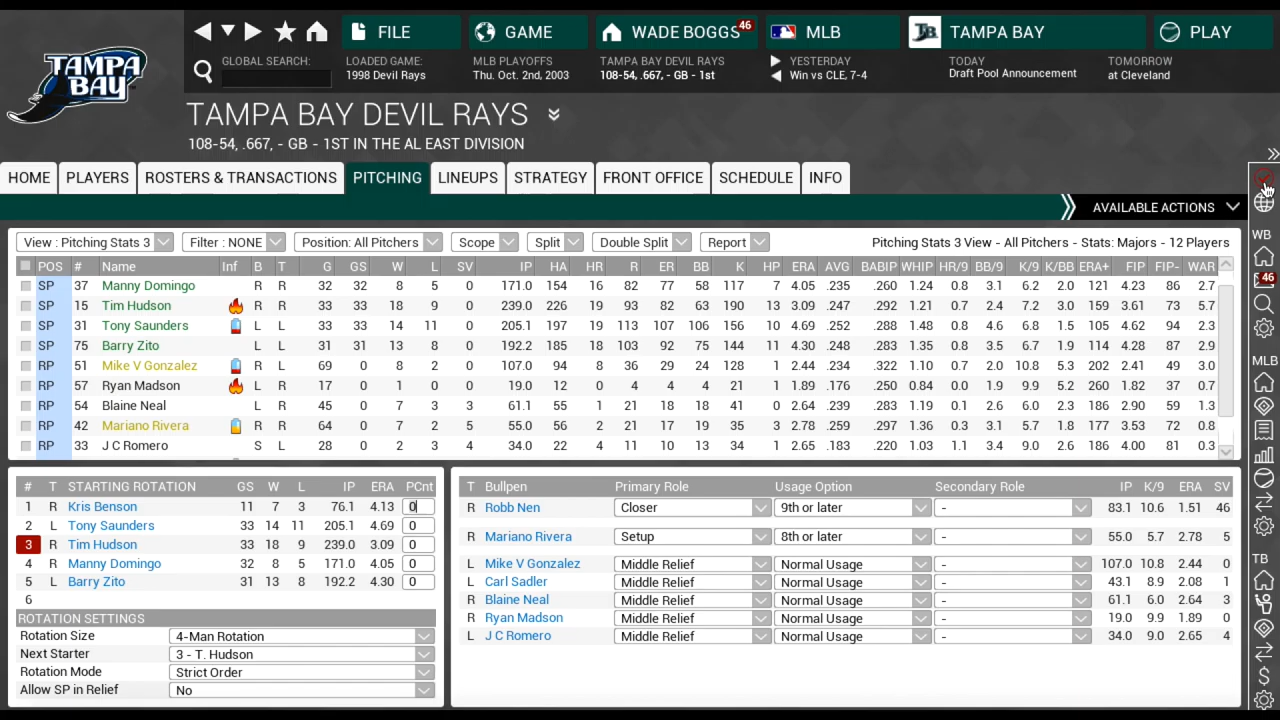 TAMPA BAY
FILE
GAME
WADE BOGGS 46
MLB
TB TAMPA BAY
PLAY
GLOBAL SEARCH:
LOADED GAME:
1998 Devil Rays
MLB PLAYOFFS
Thu. Oct. 2nd, 2003
TAMPA BAY DEVIL RAYS
108-54, .667, - GB - 1st
YESTERDAY
Win vs CLE, 7-4
TODAY
Draft Pool Announcement
TOMORROW
at Cleveland
TAMPA BAY DEVIL RAYS
108-54, .667, - GB - 1ST IN THE AL EAST DIVISION
HOME PLAYERS ROSTERS & TRANSACTIONS PITCHING LINEUPS STRATEGY FRONT OFFICE SCHEDULE INFO
AVAILABLE ACTIONS
View : Pitching Stats 3 Filter : NONE Position: All Pitchers Scope Split Double Split Report Pitching Stats 3 View - All Pitchers - Stats: Majors - 12 Players
POS # Name Inf B T G GS W L SV IP HA HR R ER BB K HP ERA AVG BABIP WHIP HR/9 BB/9 K/9 K/BB ERA+ FIP FIP- WAR
SP 37 Manny Domingo R R 32 32 8 5 0 171.0 154 16 82 77 58 117 7 4.05 .235 .260 1.24 0.8 3.1 6.2 2.0 121 4.23 86 2.7
SP 15 Tim Hudson R R 33 33 18 9 0 239.0 226 19 93 82 63 190 13 3.09 .247 .292 1.21 0.7 2.4 7.2 3.0 159 3.61 73 5.7
SP 31 Tony Saunders L L 33 33 14 11 0 205.1 197 19 113 107 106 156 10 4.69 .252 .288 1.48 0.8 4.6 6.8 1.5 105 4.62 94 2.3
SP 75 Barry Zito L L 31 31 13 8 0 192.2 185 18 103 92 75 144 11 4.30 .248 .283 1.35 0.8 3.5 6.7 1.9 114 4.28 87 2.9
RP 51 Mike V Gonzalez R L 69 0 8 2 0 107.0 94 8 36 29 24 128 1 2.44 .234 .322 1.10 0.7 2.0 10.8 5.3 202 2.41 49 3.0
RP 57 Ryan Madson L R 17 0 1 0 0 19.0 12 0 4 4 4 21 1 1.89 .176 .250 0.84 0.0 1.9 9.9 5.2 260 1.82 37 0.7
RP 54 Blaine Neal L R 45 0 7 3 3 61.1 55 1 21 18 18 41 0 2.64 .239 .283 1.19 0.1 2.6 6.0 2.3 186 2.90 59 1.3
RP 42 Mariano Rivera R R 64 0 7 2 5 55.0 56 2 21 17 19 35 3 2.78 .259 .297 1.36 0.3 3.1 5.7 1.8 177 3.53 72 0.8
RP 33 J C Romero S L 28 0 2 3 4 34.0 22 4 11 10 13 34 1 2.65 .183 .220 1.03 1.1 3.4 9.0 2.6 186 4.00 81 0.3
# T STARTING ROTATION GS W L IP ERA PCnt
1 R Kris Benson 11 7 3 76.1 4.13 0
2 L Tony Saunders 33 14 11 205.1 4.69 0
3 R Tim Hudson 33 18 9 239.0 3.09 0
4 R Manny Domingo 32 8 5 171.0 4.05 0
5 L Barry Zito 31 13 8 192.2 4.30 0
6
ROTATION SETTINGS
Rotation Size 4-Man Rotation
Next Starter 3 - T. Hudson
Rotation Mode Strict Order
Allow SP in Relief No
T Bullpen Primary Role Usage Option Secondary Role IP K/9 ERA SV
R Robb Nen Closer 9th or later - 83.1 10.6 1.51 46
R Mariano Rivera Setup 8th or later - 55.0 5.7 2.78 5
L Mike V Gonzalez Middle Relief Normal Usage - 107.0 10.8 2.44 0
L Carl Sadler Middle Relief Normal Usage - 43.1 8.9 2.08 1
R Blaine Neal Middle Relief Normal Usage - 61.1 6.0 2.64 3
R Ryan Madson Middle Relief Normal Usage - 19.0 9.9 1.89 0
L J C Romero Middle Relief Normal Usage - 34.0 9.0 2.65 4
WB
46
MLB
TB